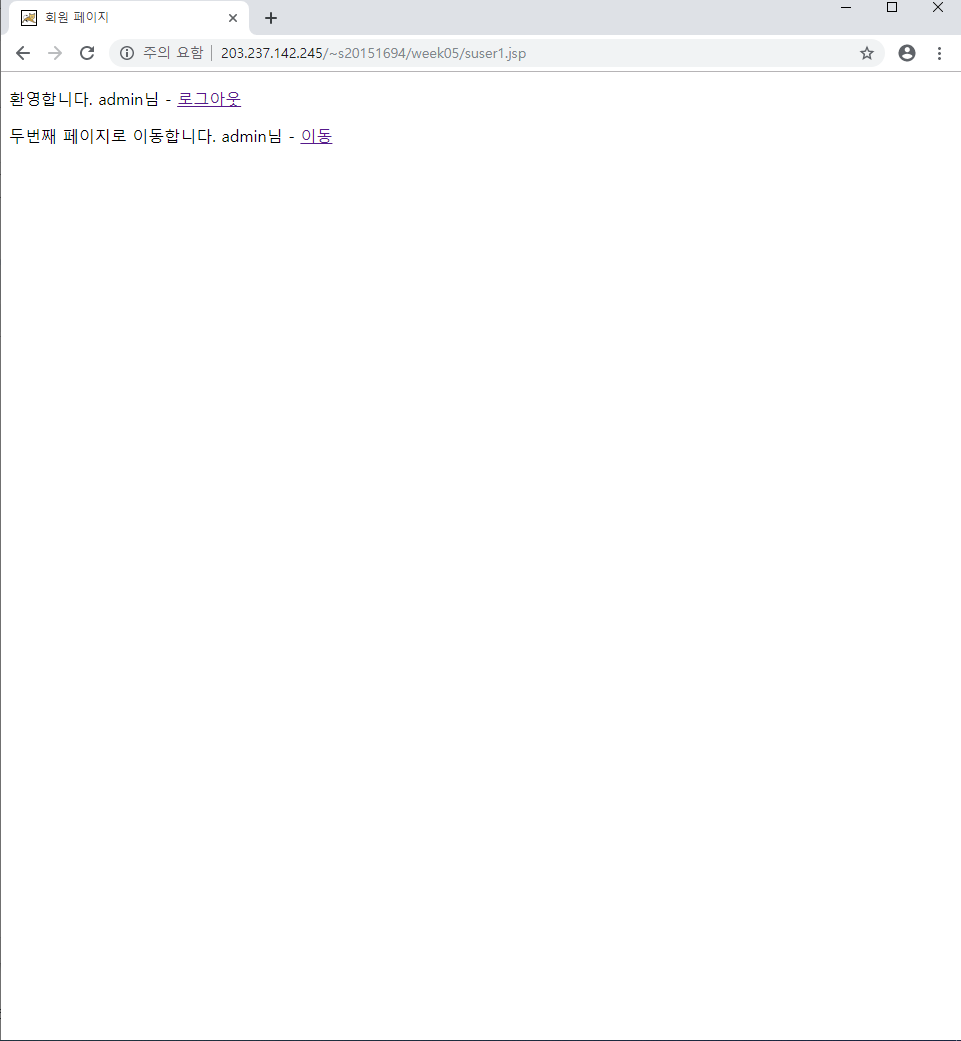 회원 페이지
주의 요함 203.237.142.245/~s20151694/week05/suser1.jsp
환영합니다. admin님 - 로그아웃
두번째 페이지로 이동합니다. admin님 - 이동